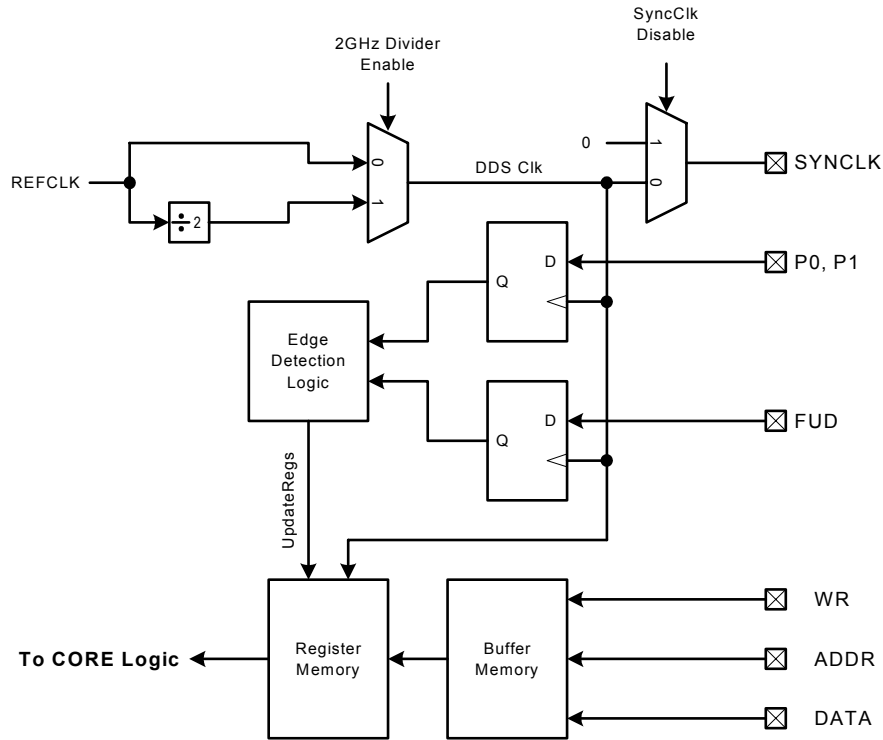 SyncClk
Disable
2GHz Divider
Enable
0
1
SYNCLK
0
DDS Clk
0
REFCLK
1
÷ 2
D
P0, P1
Q
Edge
Detection
Logic
D
FUD
Q
UpdateRegs
WR
Register
Memory
Buffer
Memory
To CORE Logic
ADDR
DATA